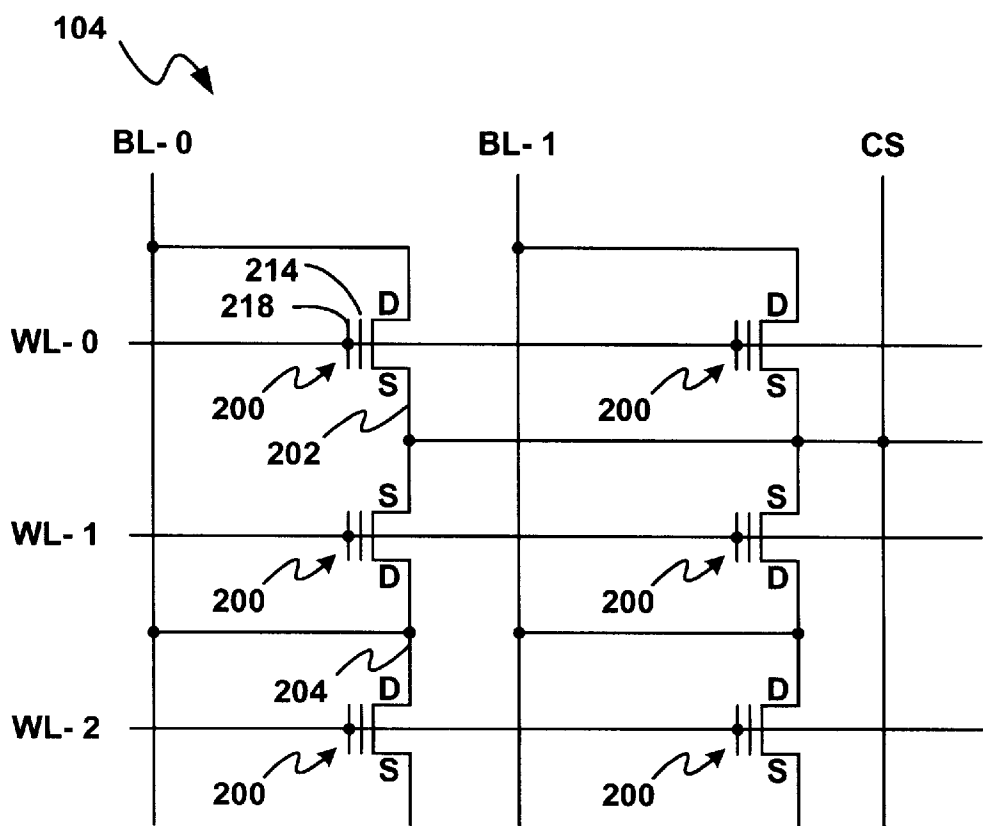 104
BL- 0 BL- 1 CS
214
218 D D
WL- 0
S S
200 200
202
S S
WL- 1
D D
200 200
204 D D
WL- 2
S S
200 200